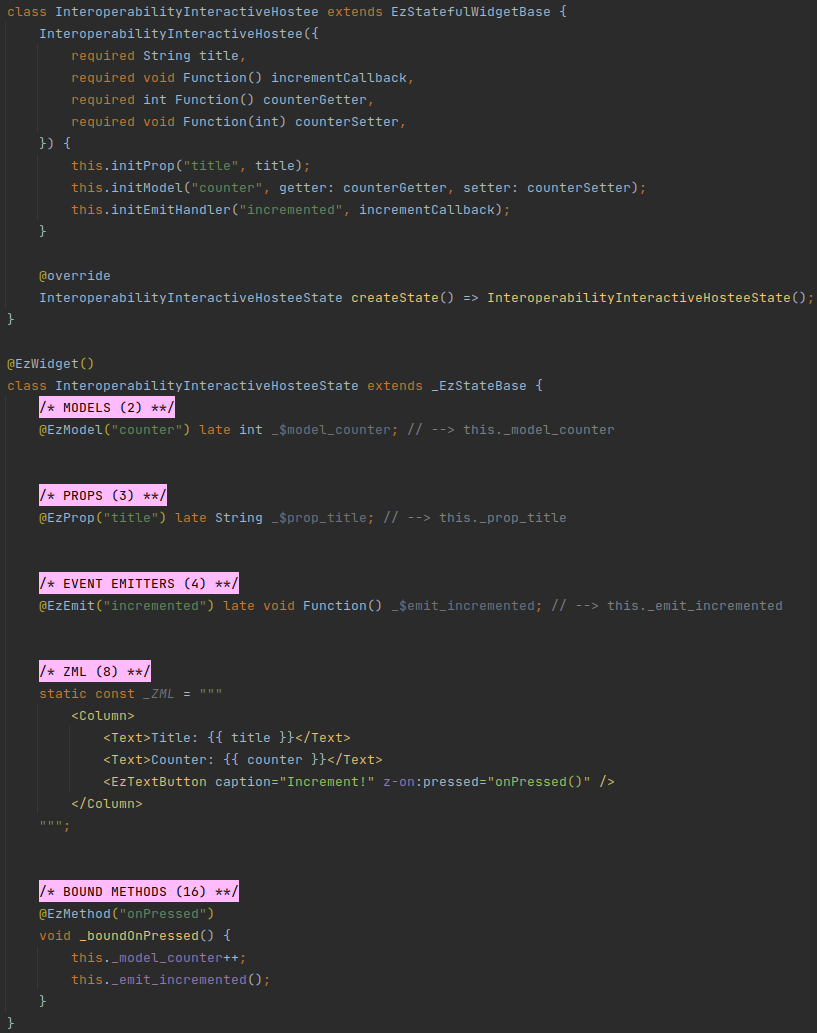 class InteroperabilityInteractiveHostee extends EzStatefulWidgetBase {
    InteroperabilityInteractiveHostee({
        required String title,
        required void Function() incrementCallback,
        required int Function() counterGetter,
        required void Function(int) counterSetter,
    }) {
        this.initProp("title", title);
        this.initModel("counter", getter: counterGetter, setter: counterSetter);
        this.initEmitHandler("incremented", incrementCallback);
    }

    @override
    InteroperabilityInteractiveHosteeState createState() => InteroperabilityInteractiveHosteeState();
}

@EzWidget()
class InteroperabilityInteractiveHosteeState extends _EzStateBase {
    /* MODELS (2) **/
    @EzModel("counter") late int _$model_counter; // --> this._model_counter


    /* PROPS (3) **/
    @EzProp("title") late String _$prop_title; // --> this._prop_title


    /* EVENT EMITTERS (4) **/
    @EzEmit("incremented") late void Function() _$emit_incremented; // --> this._emit_incremented


    /* ZML (8) **/
    static const _ZML = """
        <Column>
            <Text>Title: {{ title }}</Text>
            <Text>Counter: {{ counter }}</Text>
            <EzTextButton caption="Increment!" z-on:pressed="onPressed()" />
        </Column>
    """;


    /* BOUND METHODS (16) **/
    @EzMethod("onPressed")
    void _boundOnPressed() {
        this._model_counter++;
        this._emit_incremented();
    }
}